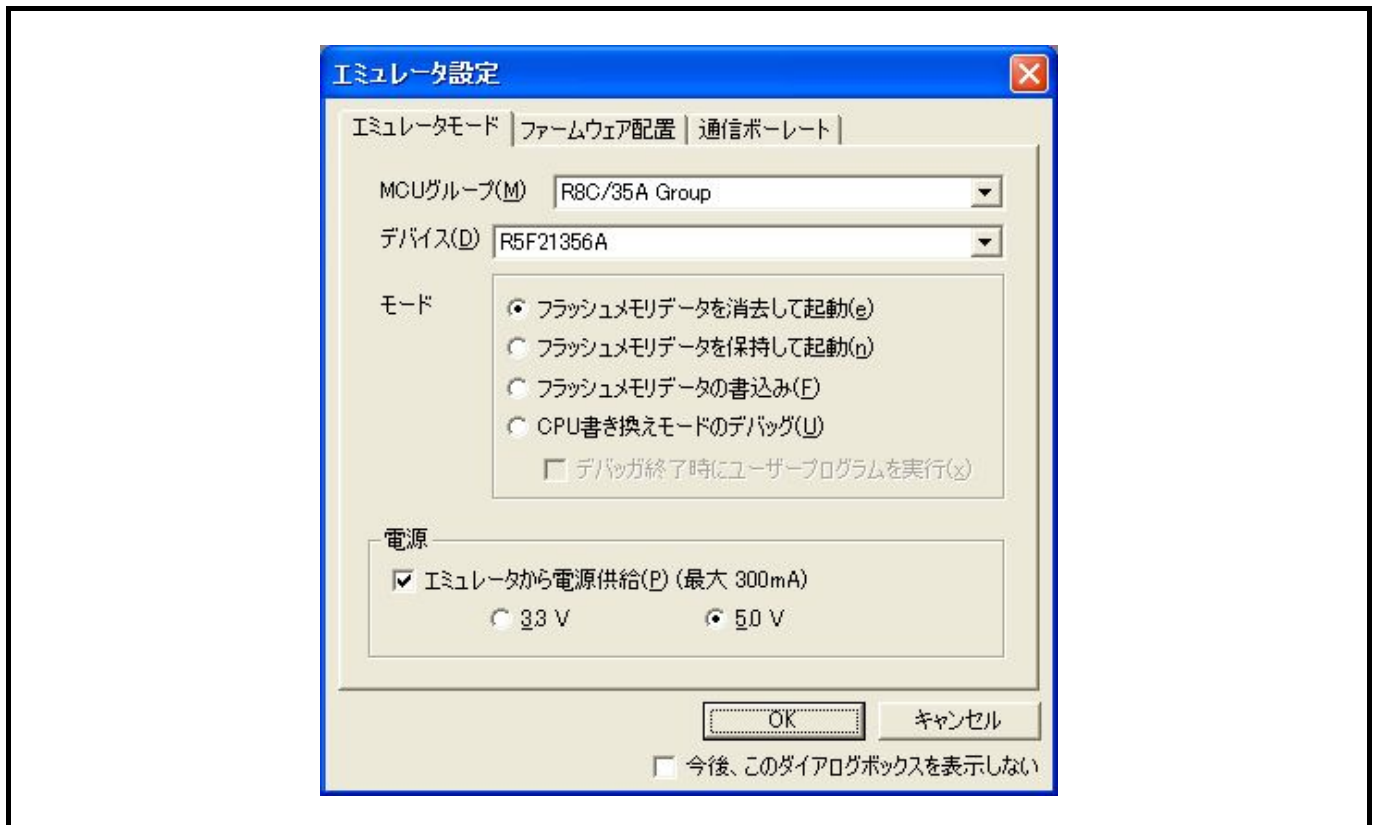 エミュレータ設定
エミュレータモード ファームウェア配置 通信ボーレート
MCUグループ(M) R8C/35A Group
デバイス(D) R5F21356A
モード
フラッシュメモリデータを消去して起動(e)
フラッシュメモリデータを保持して起動(n)
フラッシュメモリデータの書込み(F)
CPU書き換えモードのデバッグ(U)
デバッガ終了時にユーザープログラムを実行(x)
電源
エミュレータから電源供給(P) (最大 300mA)
3.3 V 5.0 V
OK キャンセル
今後、このダイアログボックスを表示しない